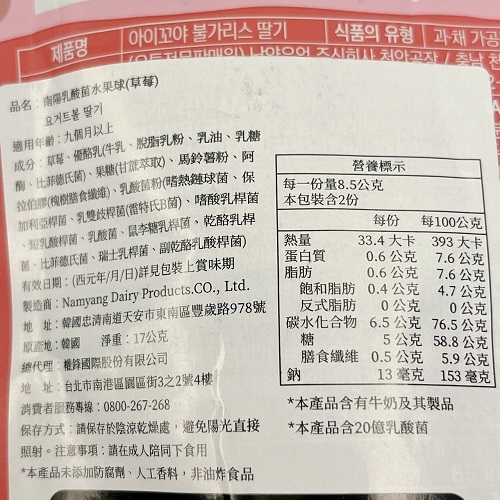 제품명 아이꼬야 불가리스 딸기 식품의 유형 과·채 가공
품名：南陽乳酸菌水果球(草莓)
요거트볼 딸기
適用年齡：九個月以上
成分：草莓、優酪乳(牛乳、脫脂乳粉、乳油、乳糖
酶、比菲德氏菌)、果糖(甘蔗萃取)、馬鈴薯粉、阿
拉伯膠(槐樹膳食纖維)、乳酸菌粉(嗜熱鏈球菌、保
加利亞桿菌、乳雙歧桿菌(雷特氏B菌)、嗜酸乳桿菌
、短乳酸桿菌、乳酸菌、鼠李糖乳桿菌、乾酪乳桿
菌、比菲德氏菌、瑞士乳桿菌、副乾酪乳酸桿菌)
有效日期：(西元年/月/日)詳見包裝上賞味期
製造商：Namyang Dairy Products.CO., Ltd.
地 址：韓國忠清南道天安市東南區豐歲路978號
原產地：韓國 淨重：17公克
總代理：權鋒國際股份有限公司
地 址：台北市南港區園區街3之2號4樓
消費者服務專線：0800-267-268
保存方式：請保存於陰涼乾燥處，避免陽光直接
照射。注意事項：請在成人陪同下食用
*本產品未添加防腐劑、人工香料，非油炸食品
營養標示
每一份量8.5公克
本包裝含2份
每份 每100公克
熱量 33.4 大卡 393 大卡
蛋白質 0.6 公克 7.6 公克
脂肪 0.6 公克 7.6 公克
飽和脂肪 0.4 公克 4.7 公克
反式脂肪 0 公克 0 公克
碳水化合物 6.5 公克 76.5 公克
糖 5 公克 58.8 公克
膳食纖維 0.5 公克 5.9 公克
鈉 13 毫克 153 毫克
*本產品含有牛奶及其製品
*本產品含20億乳酸菌